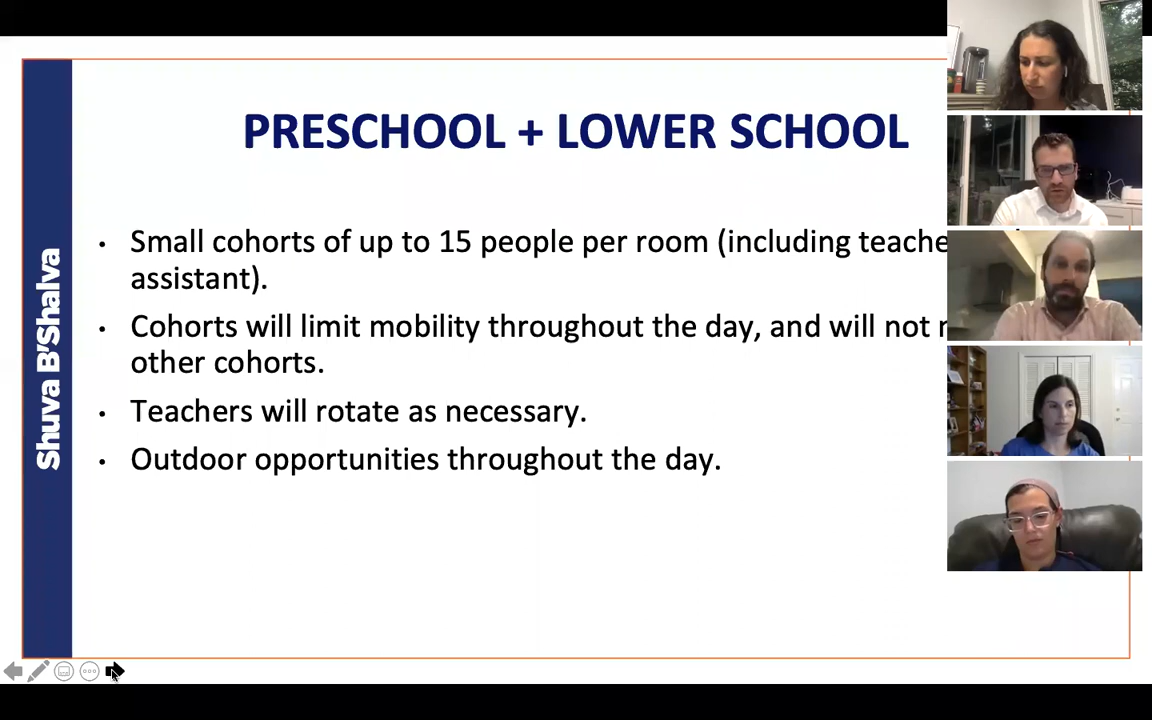 PRESCHOOL + LOWER SCHOOL
Shuva B'Shalva
• Small cohorts of up to 15 people per room (including
assistant).
• Cohorts will limit mobility throughout the day, and will not
other cohorts.
• Teachers will rotate as necessary.
• Outdoor opportunities throughout the day.